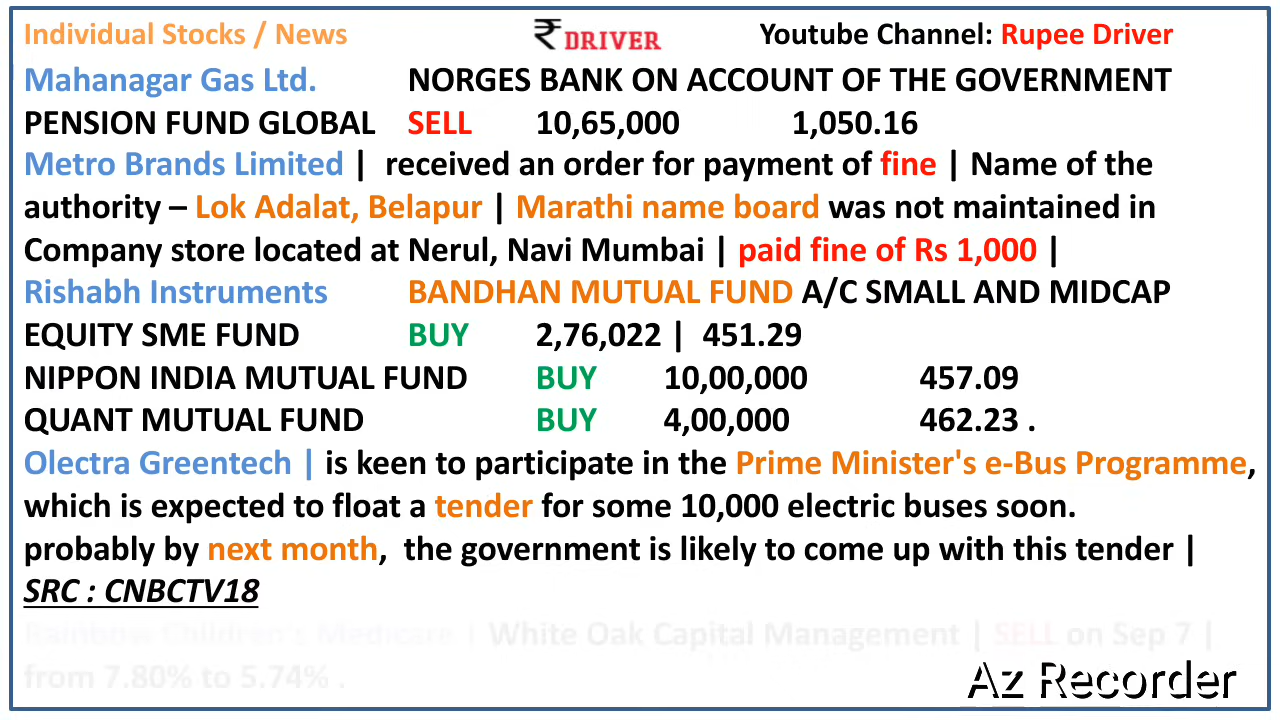 Individual Stocks / News ₹ DRIVER Youtube Channel: Rupee Driver
Mahanagar Gas Ltd. NORGES BANK ON ACCOUNT OF THE GOVERNMENT
PENSION FUND GLOBAL SELL 10,65,000 1,050.16
Metro Brands Limited | received an order for payment of fine | Name of the
authority – Lok Adalat, Belapur | Marathi name board was not maintained in
Company store located at Nerul, Navi Mumbai | paid fine of Rs 1,000 |
Rishabh Instruments BANDHAN MUTUAL FUND A/C SMALL AND MIDCAP
EQUITY SME FUND BUY 2,76,022 | 451.29
NIPPON INDIA MUTUAL FUND BUY 10,00,000 457.09
QUANT MUTUAL FUND BUY 4,00,000 462.23 .
Olectra Greentech | is keen to participate in the Prime Minister's e-Bus Programme,
which is expected to float a tender for some 10,000 electric buses soon.
probably by next month, the government is likely to come up with this tender |
SRC : CNBCTV18
Rainbow Children's Medicare | White Oak Capital Management | SELL on Sep 7 |
from 7.80% to 5.74% .
Az Recorder